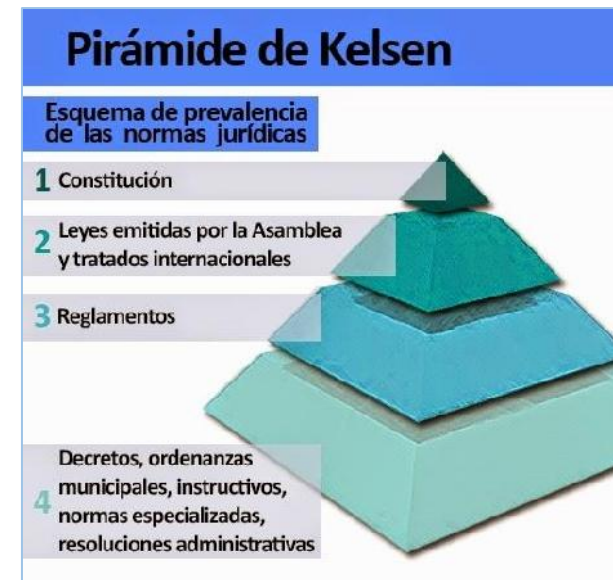 Pirámide de Kelsen
Esquema de prevalencia
de las normas jurídicas
1 Constitución
2 Leyes emitidas por la Asamblea
y tratados internacionales
3 Reglamentos
4 Decretos, ordenanzas
municipales, instructivos,
normas especializadas,
resoluciones administrativas